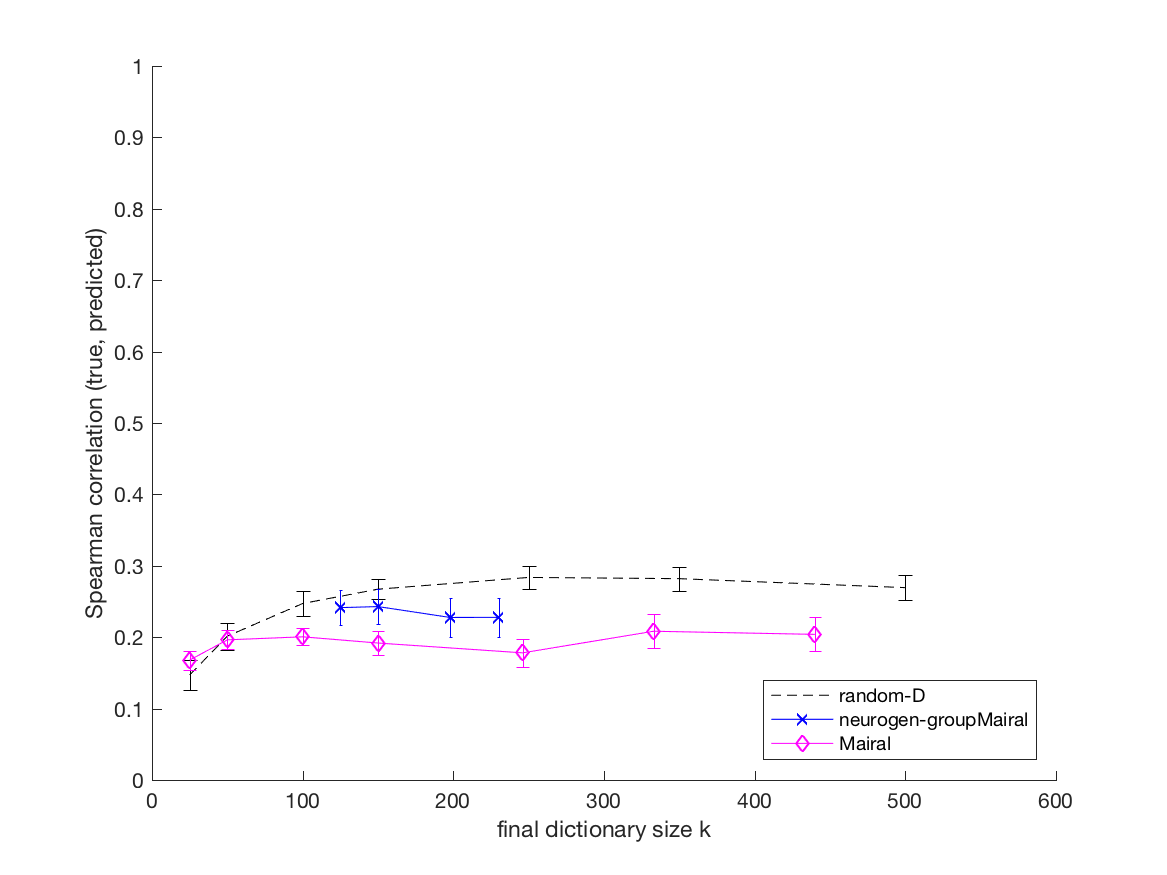 1
0.9
0.8
0.7
0.6
0.5
0.4
0.3
0.2
0.1
0
Spearman correlation (true, predicted)
random-D
neurogen-groupMairal
Mairal
0 100 200 300 400 500 600
final dictionary size k